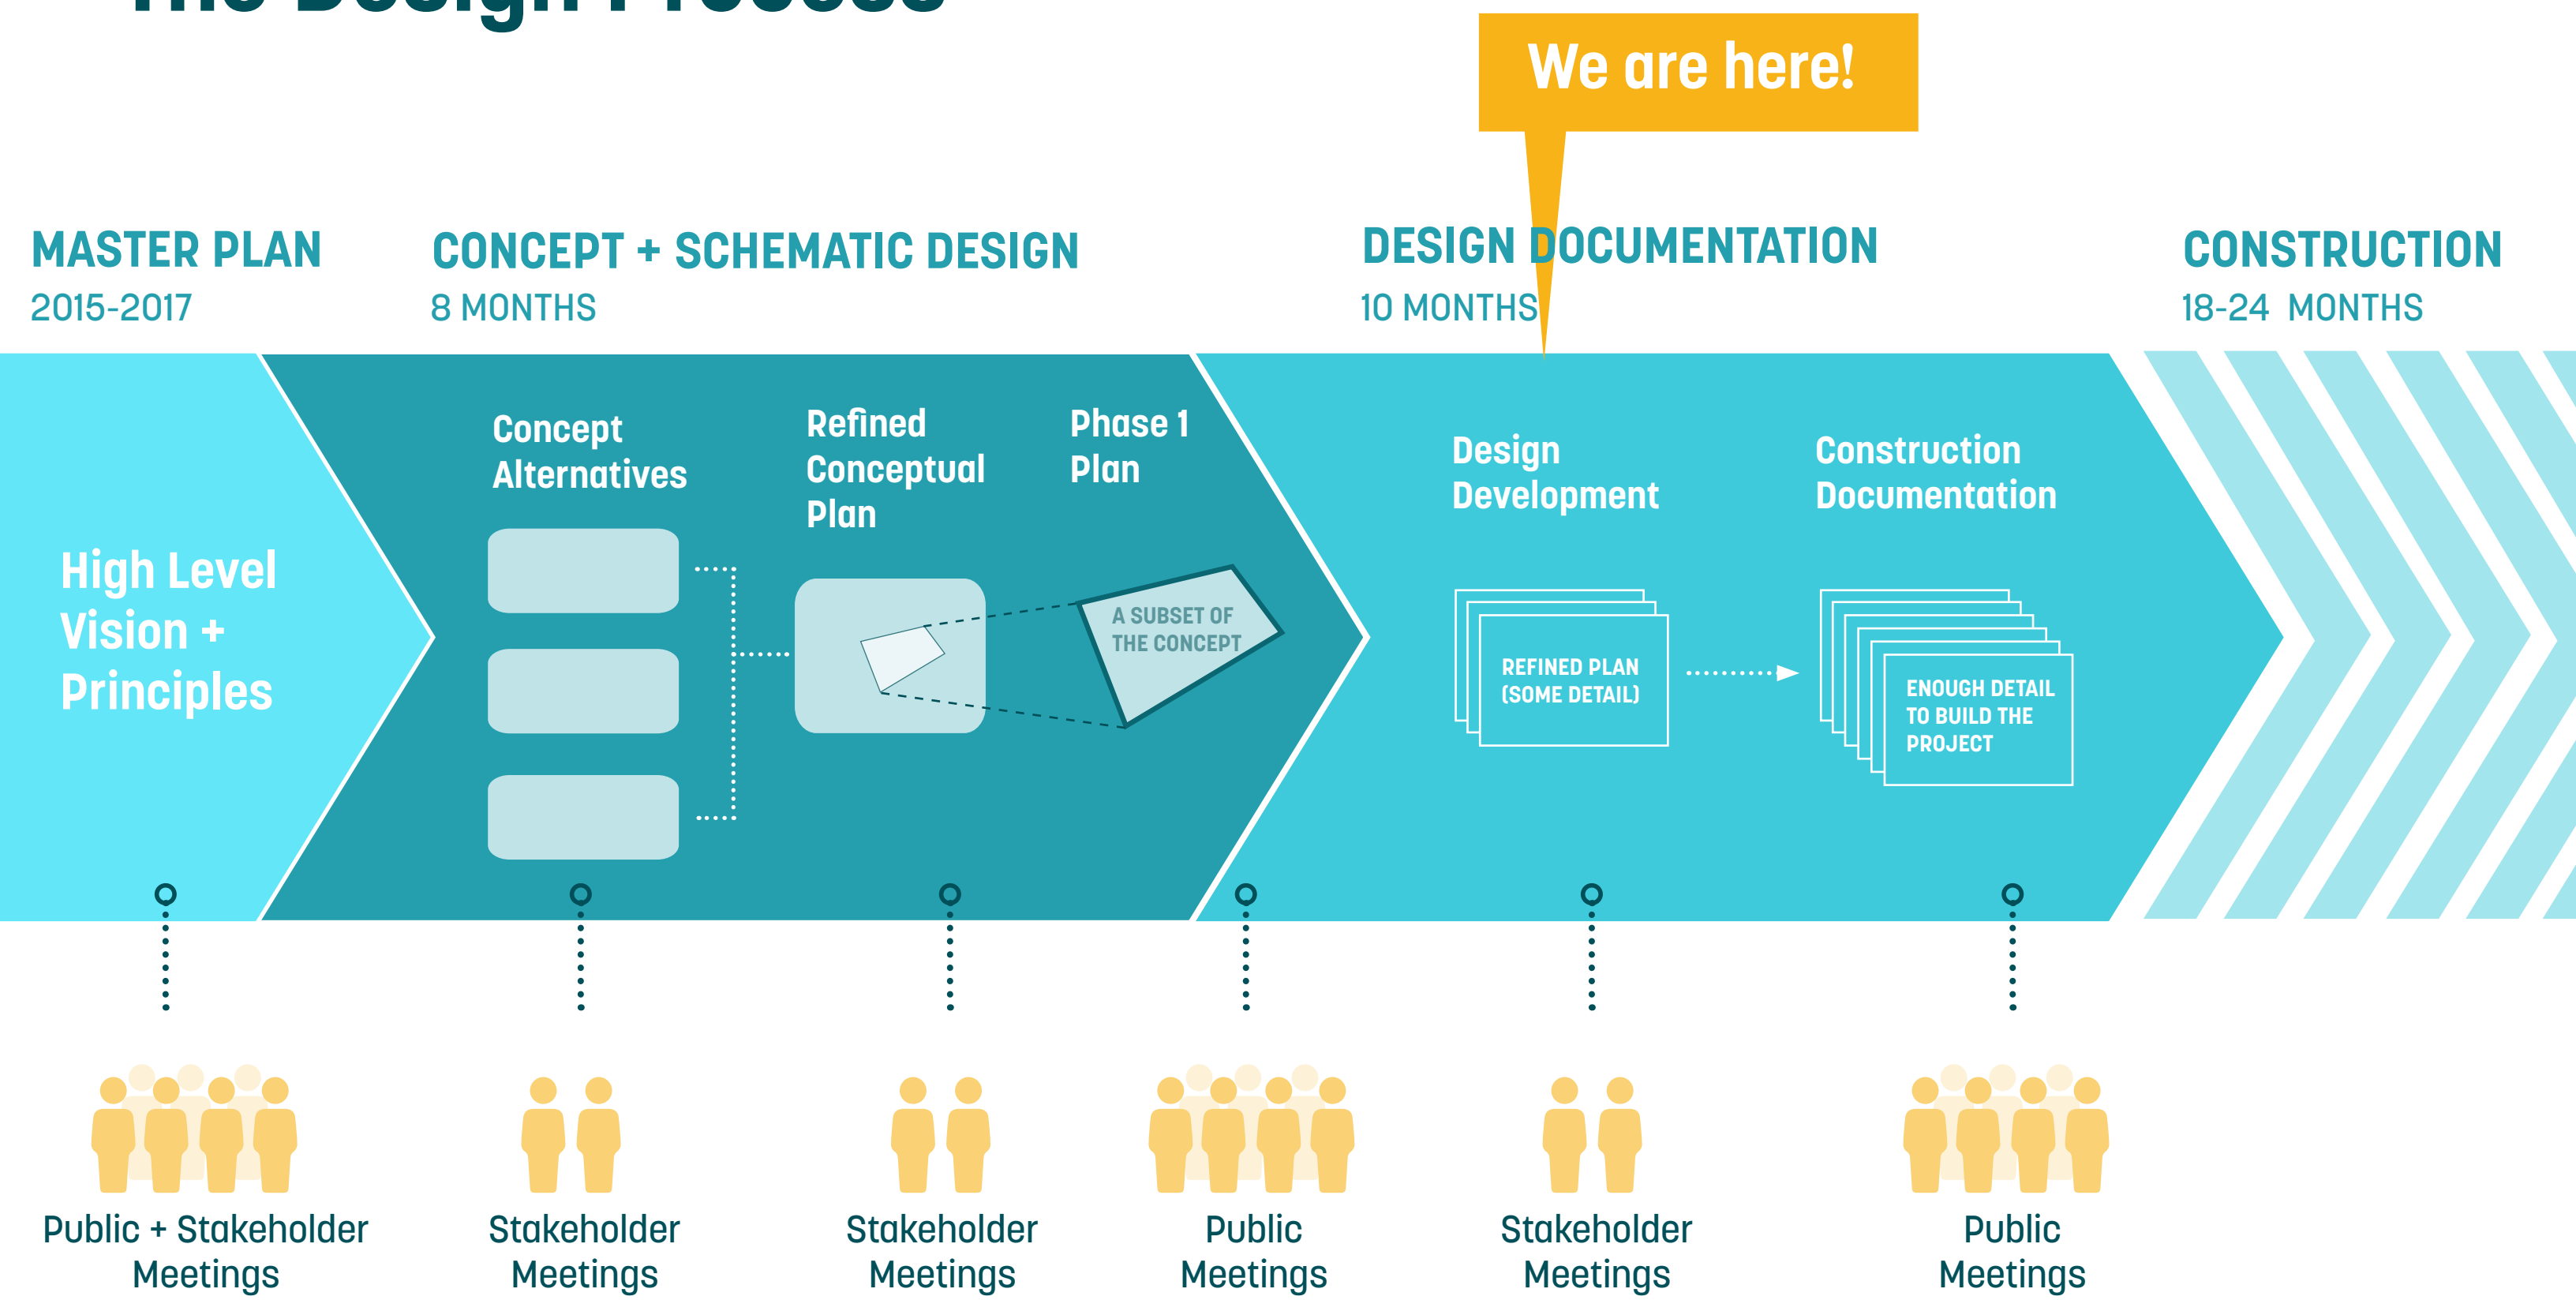 The Design Process
We are here!
MASTER PLAN
2015-2017
CONCEPT + SCHEMATIC DESIGN
8 MONTHS
DESIGN DOCUMENTATION
10 MONTHS
CONSTRUCTION
18-24 MONTHS
High Level
Vision +
Principles
Concept
Alternatives
Refined
Conceptual
Plan
Phase 1
Plan
A SUBSET OF
THE CONCEPT
Design
Development
REFINED PLAN
(SOME DETAIL)
Construction
Documentation
ENOUGH DETAIL
TO BUILD THE
PROJECT
Public + Stakeholder
Meetings
Stakeholder
Meetings
Stakeholder
Meetings
Public
Meetings
Stakeholder
Meetings
Public
Meetings